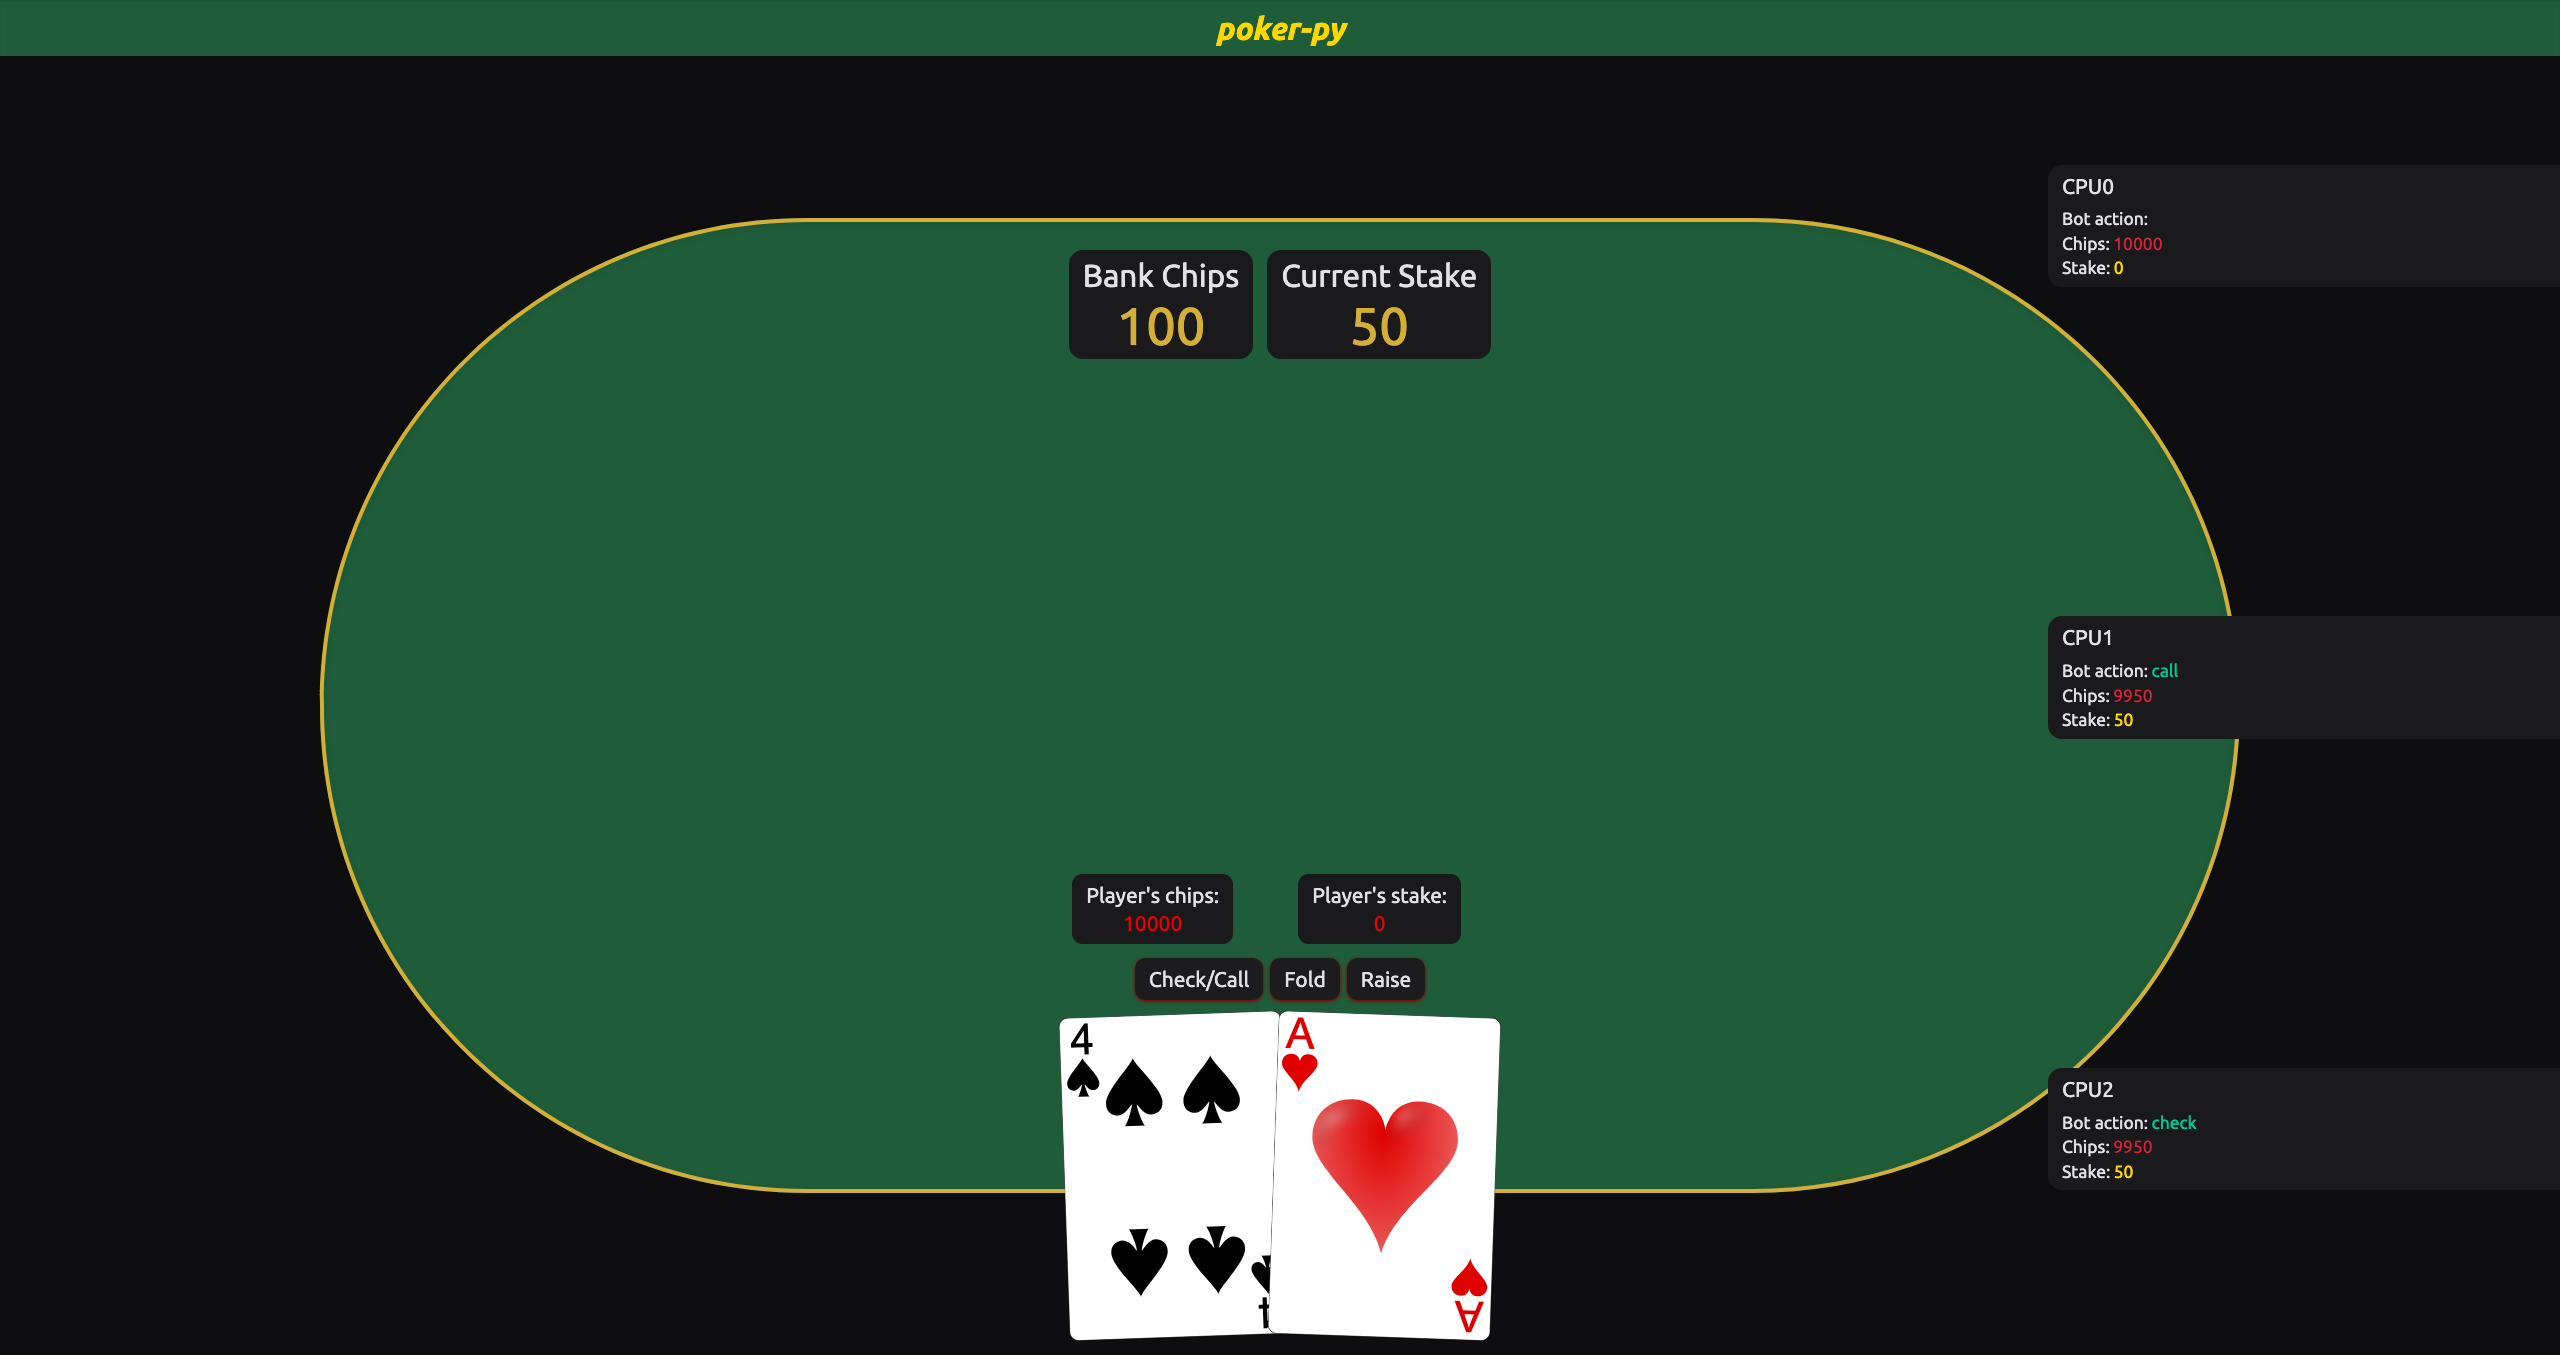 poker-py
CPU0
Bot action:
Chips: 10000
Stake: 0
Bank Chips
100
Current Stake
50
CPU1
Bot action: call
Chips: 9950
Stake: 50
Player's chips:
10000
Player's stake:
0
Check/Call
Fold
Raise
4
A
CPU2
Bot action: check
Chips: 9950
Stake: 50
4
A